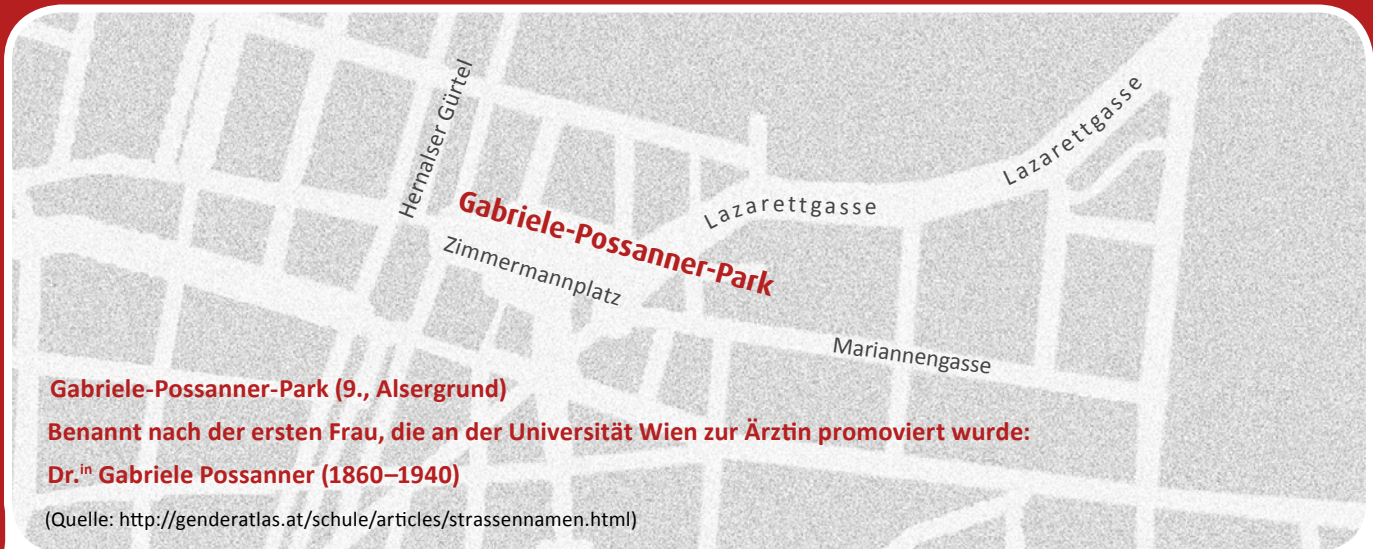 Hernalser Gürtel
Gabriele-Possanner-Park
Zimmermannplatz
Lazarettgasse
Lazarettgasse
Mariannengasse
Gabriele-Possanner-Park (9., Alsergrund)
Benannt nach der ersten Frau, die an der Universität Wien zur Ärztin promoviert wurde:
Dr.in Gabriele Possanner (1860–1940)
(Quelle: http://genderatlas.at/schule/articles/strassennamen.html)